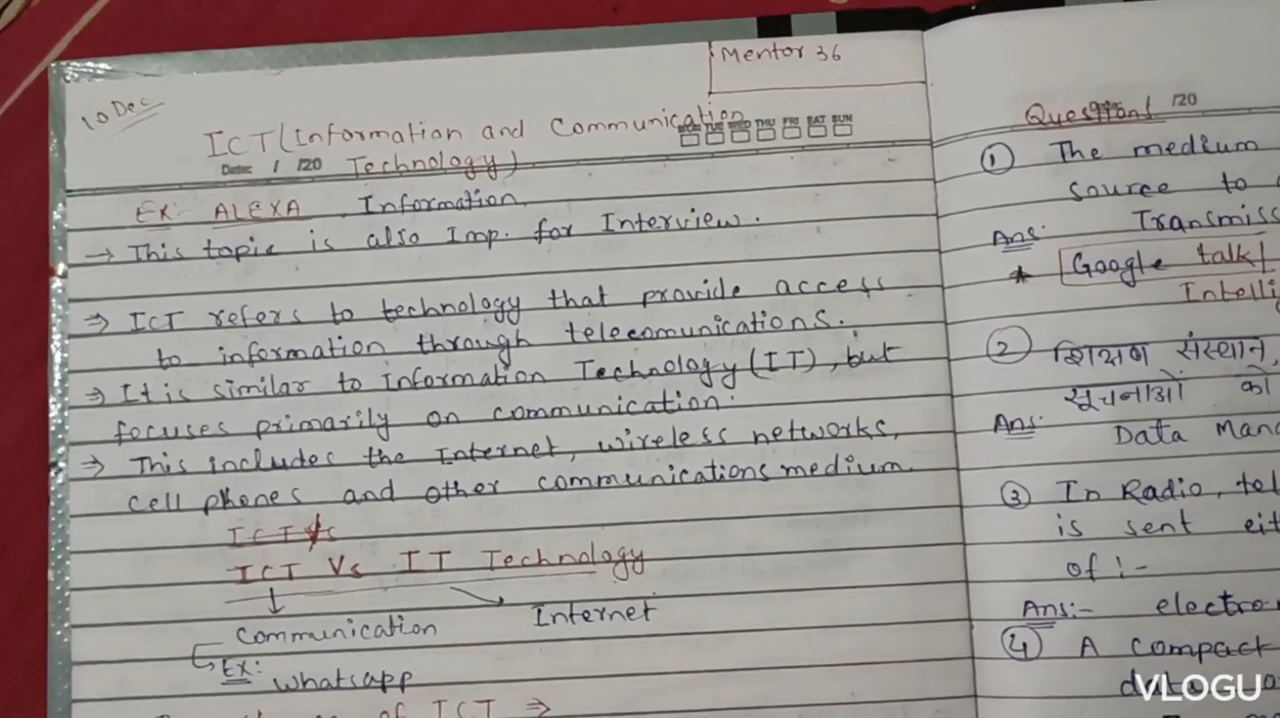 Mentor 36
10 Dec
ICT (Information and Communication
MON TUE WED THU FRI SAT SUN
Date: / /20 Technology)
Ex:- ALEXA Information
→ This topic is also Imp. for Interview.
⇒ ICT refers to technology that provide access
to information through telecomunications.
⇒ It is similar to Information Technology (IT), but
focuses primarily on communication.
⇒ This includes the Internet, wireless networks,
cell phones and other communications medium.
ICT Vs
ICT Vs IT Technology
Communication Internet
Ex:
Whatsapp
of ICT ⇒
/20
Questions
① The medium
source to
Ans: Transmiss
* Google talk
Intelli
② शिक्षण संस्थान
सूचनाओं को
Ans: Data Mana
③ In Radio, tel
is sent eit
of :-
Ans:- electro
④ A compact
data
VLOGU